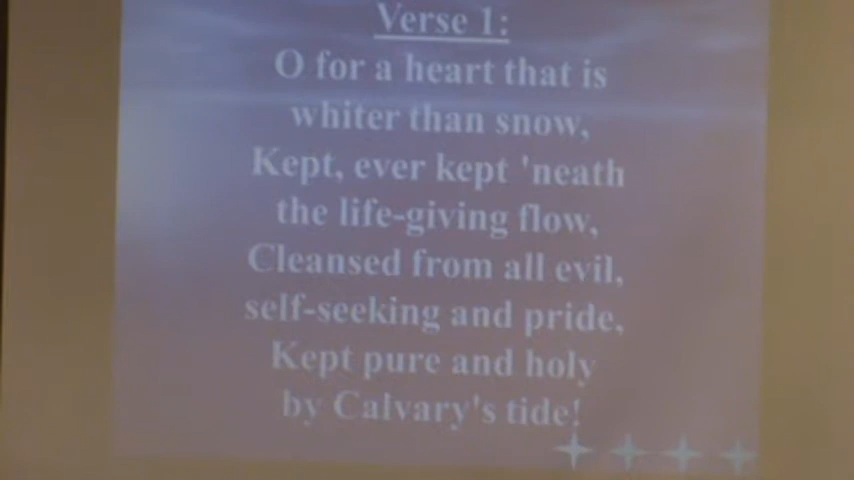 Verse 1:
O for a heart that is
whiter than snow,
Kept, ever kept 'neath
the life-giving flow,
Cleansed from all evil,
self-seeking and pride,
Kept pure and holy
by Calvary's tide!